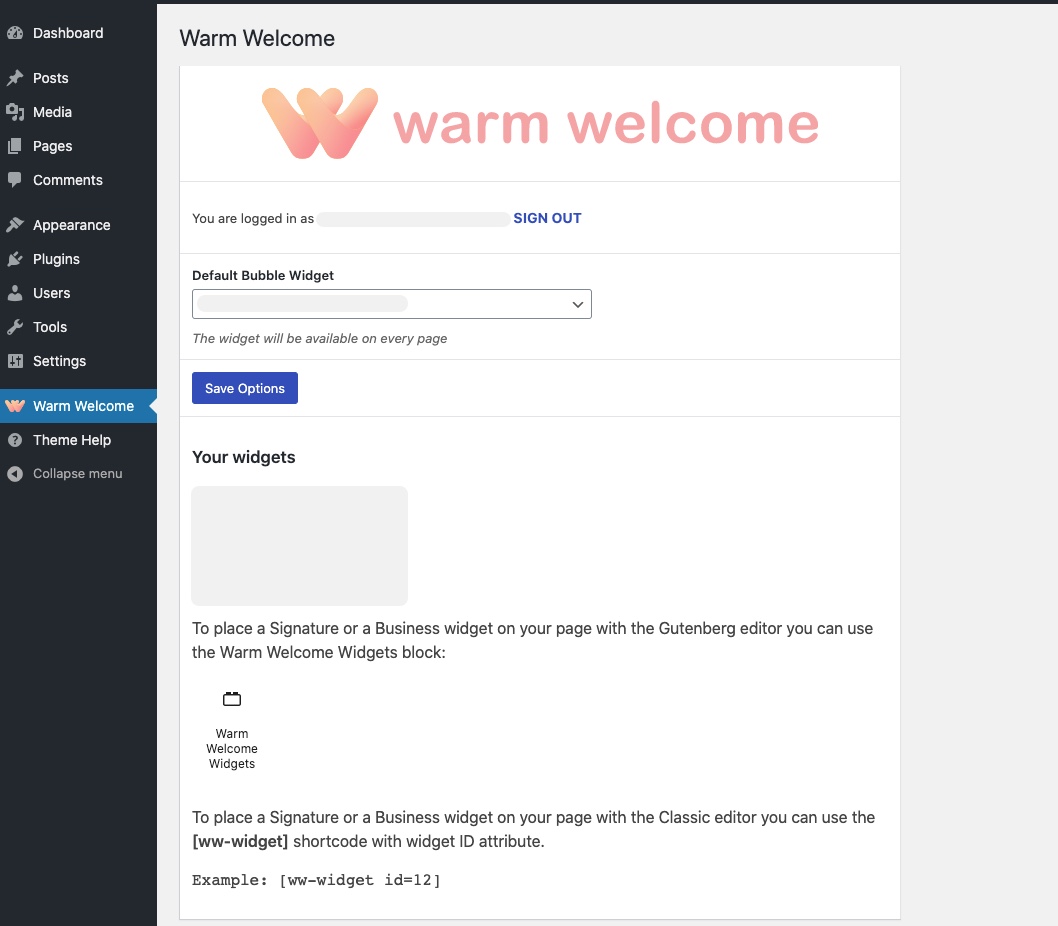 Dashboard
Posts
Media
Pages
Comments
Appearance
Plugins
Users
Tools
Settings
Warm Welcome
Theme Help
Collapse menu
Warm Welcome
warm welcome
You are logged in as SIGN OUT
Default Bubble Widget
The widget will be available on every page
Save Options
Your widgets
To place a Signature or a Business widget on your page with the Gutenberg editor you can use
the Warm Welcome Widgets block:
Warm
Welcome
Widgets
To place a Signature or a Business widget on your page with the Classic editor you can use the
[ww-widget] shortcode with widget ID attribute.
Example: [ww-widget id=12]